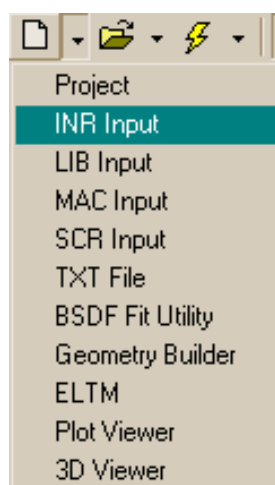 Project
INR Input
LIB Input
MAC Input
SCR Input
TXT File
BSDF Fit Utility
Geometry Builder
ELTM
Plot Viewer
3D Viewer